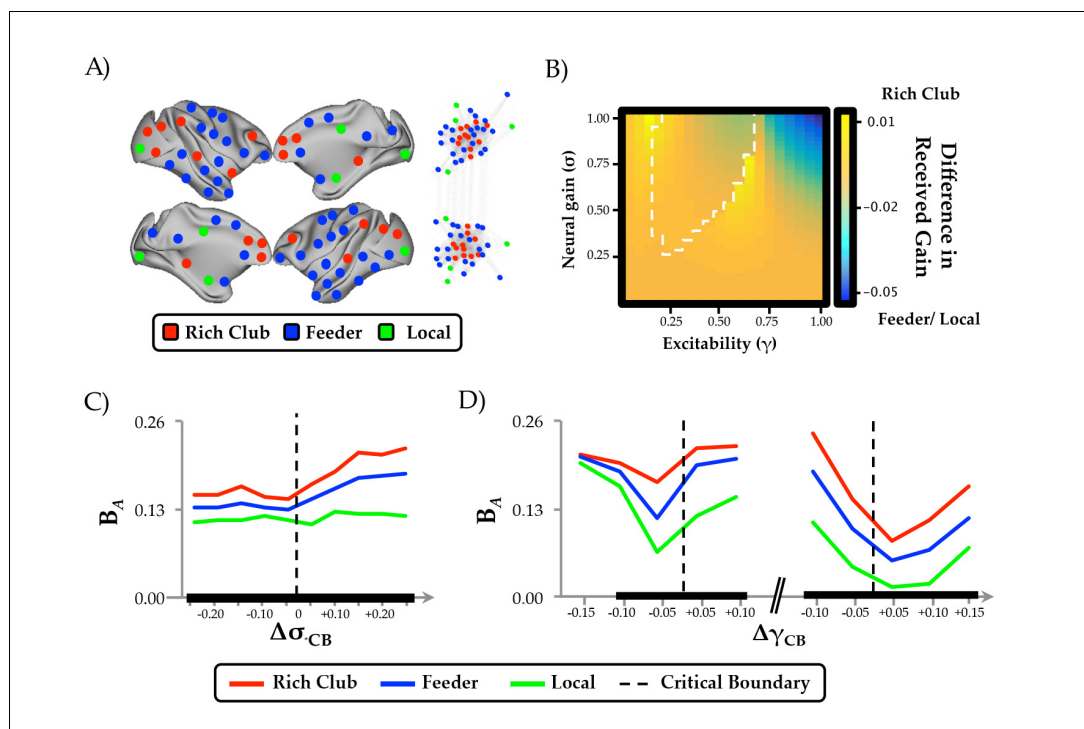 A)
Rich Club Feeder Local
B)
Neural gain (σ)
1.00
0.75
0.50
0.25
0.25 0.50 0.75 1.00
Excitability (γ)
Rich Club
0.01
-0.02
-0.05
Feeder/ Local
Difference in
Received Gain
C)
B_A
0.26
0.13
0.00
+0.20 -0.10 0 +0.10 +0.20
Δσ·CB
D)
B_A
0.26
0.13
0.00
-0.15 -0.10 -0.05 +0.05 +0.10 // -0.10 -0.05 +0.05 +0.10 +0.15
ΔγCB
Rich Club Feeder Local Critical Boundary